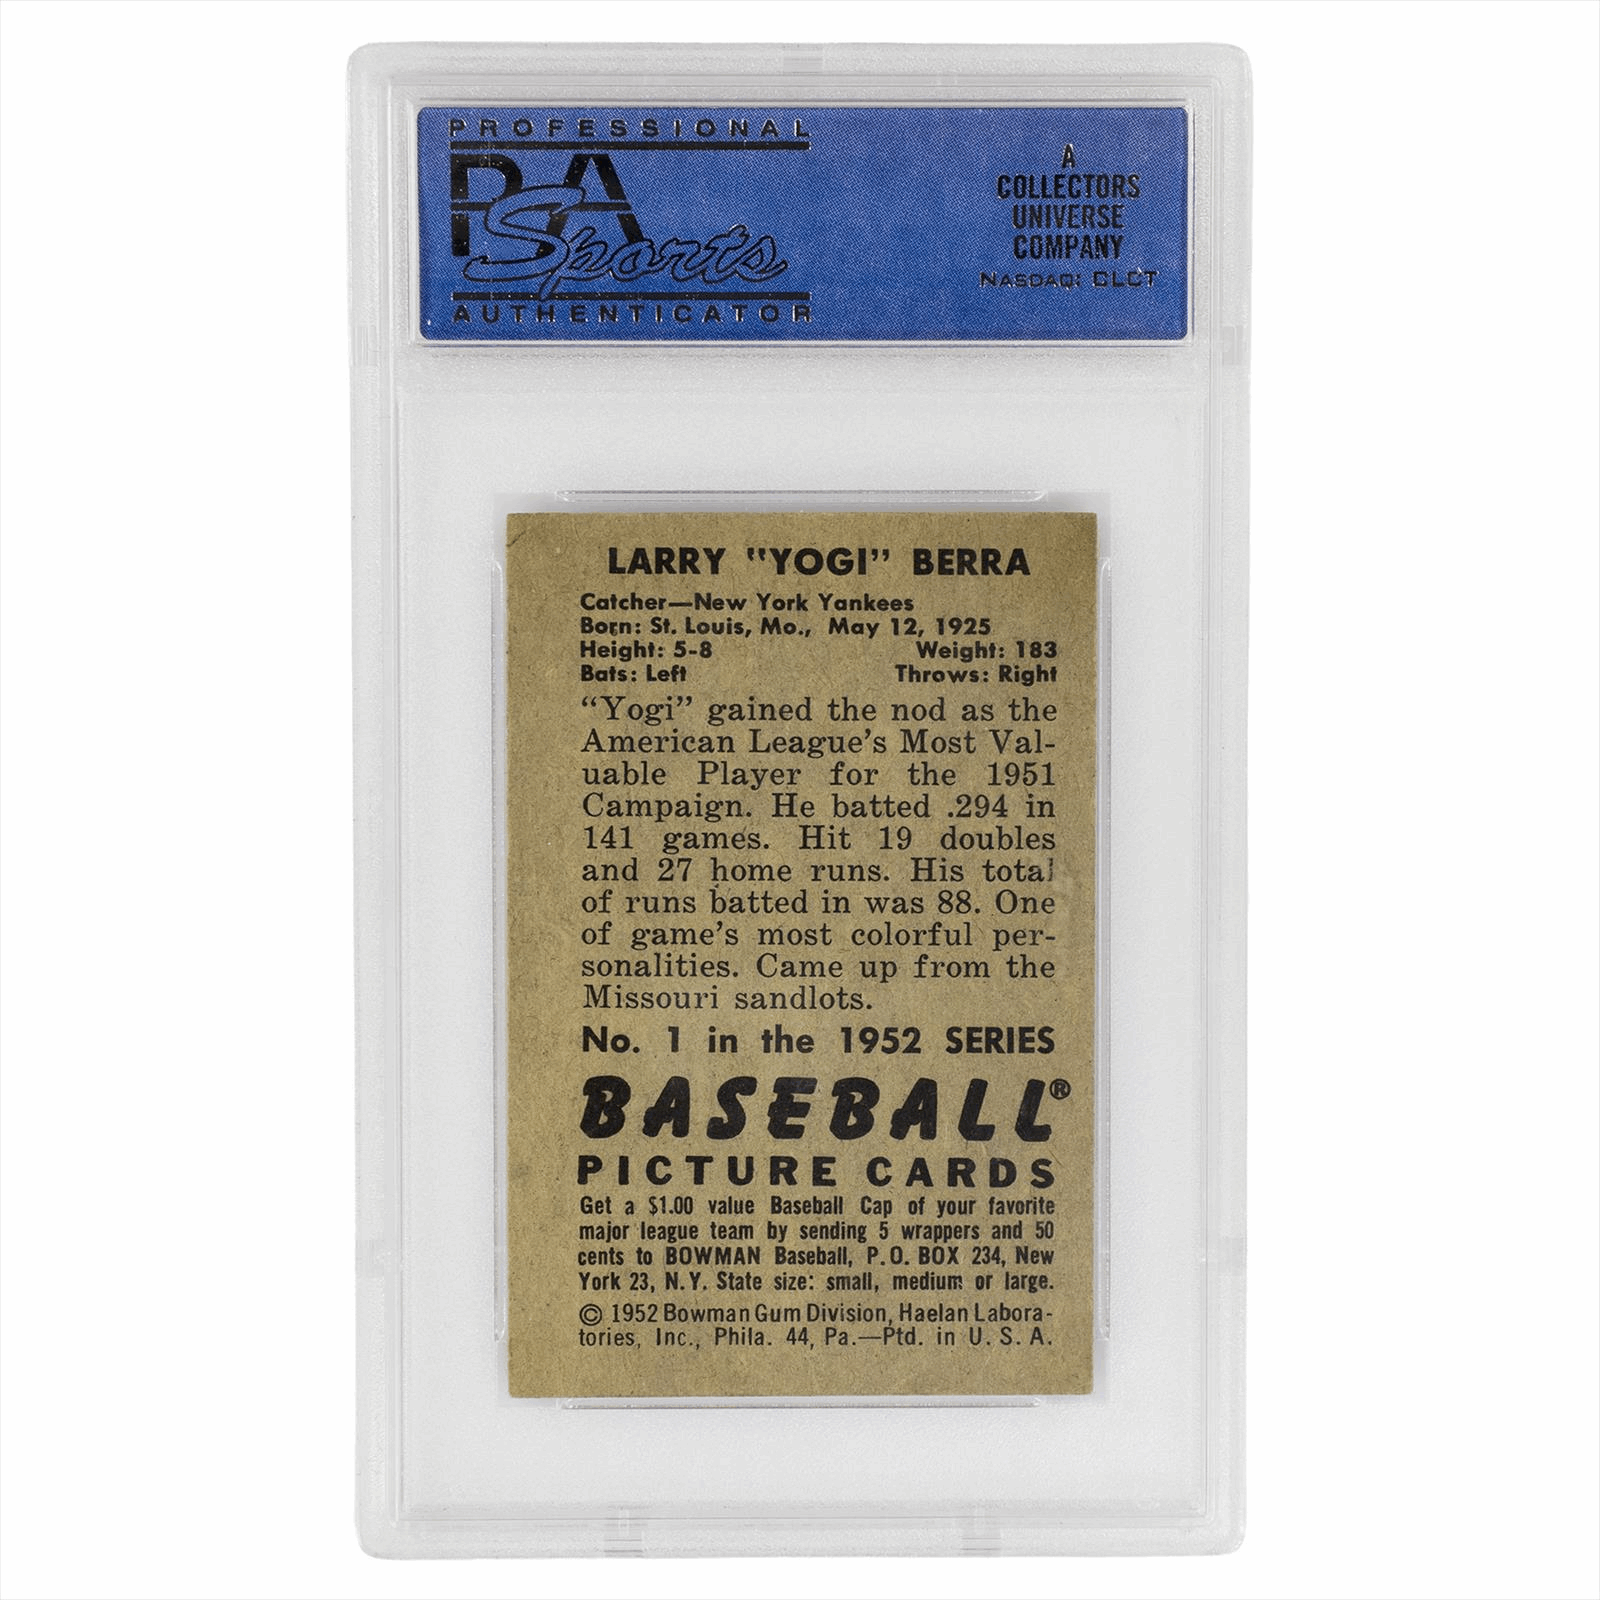 PROFESSIONAL
PSA
Sports
AUTHENTICATOR
A
COLLECTORS
UNIVERSE
COMPANY
NASDAQ: CLCT
LARRY "YOGI" BERRA
Catcher—New York Yankees
Born: St. Louis, Mo., May 12, 1925
Height: 5-8 Weight: 183
Bats: Left Throws: Right
"Yogi" gained the nod as the
American League's Most Val-
uable Player for the 1951
Campaign. He batted .294 in
141 games. Hit 19 doubles
and 27 home runs. His total
of runs batted in was 88. One
of game's most colorful per-
sonalities. Came up from the
Missouri sandlots.
No. 1 in the 1952 SERIES
BASEBALL®
PICTURE CARDS
Get a $1.00 value Baseball Cap of your favorite
major league team by sending 5 wrappers and 50
cents to BOWMAN Baseball, P.O. BOX 234, New
York 23, N.Y. State size: small, medium or large.
© 1952 Bowman Gum Division, Haelan Labora-
tories, Inc., Phila. 44, Pa.—Ptd. in U. S. A.